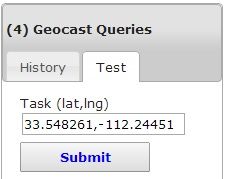 (4) Geocast Queries
History Test
Task (lat,lng)
33.548261,-112.24451
Submit